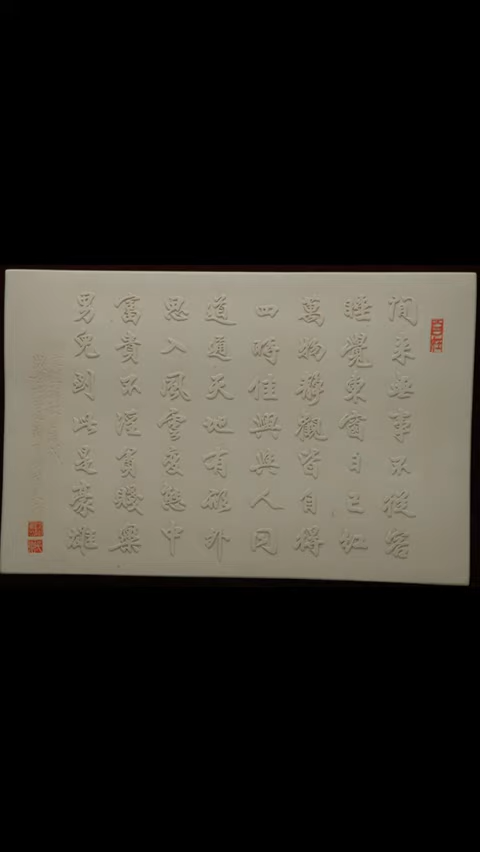 閒来無事不從容
睡覺東窗日已紅
萬物靜觀皆自得
四時佳興與人同
道通天地有形外
思入風雲變態中
富貴不淫貧賤樂
男兒到此是豪雄